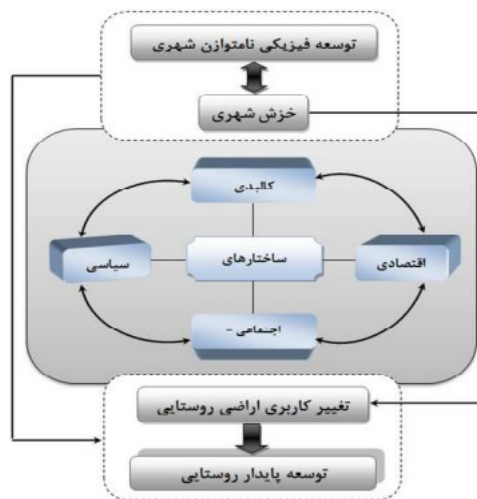 توسعه فیزیکی نامتوازن شهری
خزش شهری
کالبدی
اقتصادی
ساختارهای
سیاسی
اجتماعی -
تغییر کاربری اراضی روستایی
توسعه پایدار روستایی